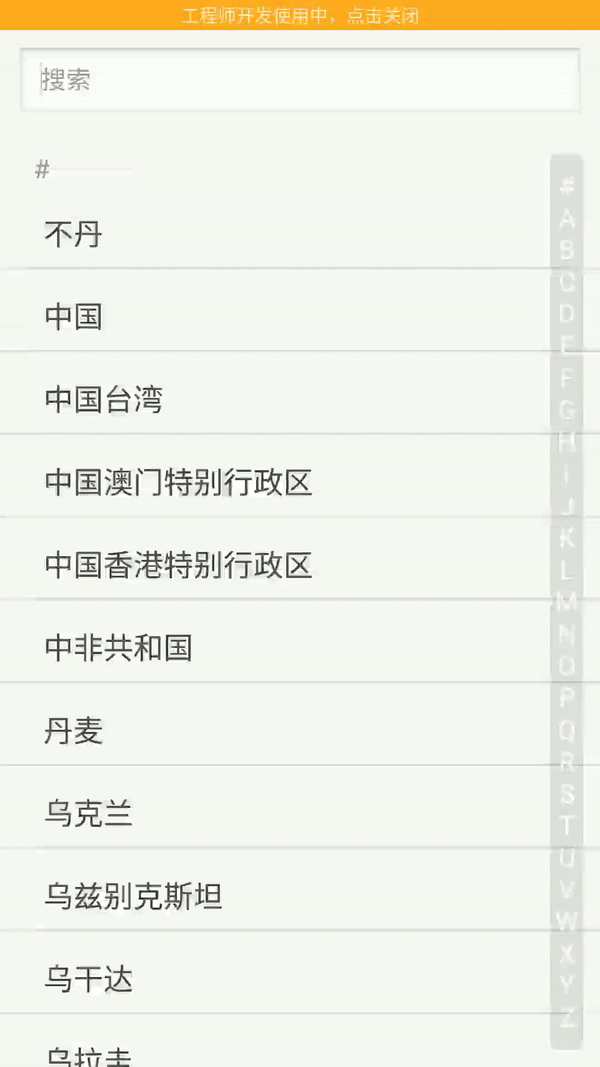 工程师开发使用中，点击关闭
搜索
#
不丹
中国
中国台湾
中国澳门特别行政区
中国香港特别行政区
中非共和国
丹麦
乌克兰
乌兹别克斯坦
乌干达
乌拉圭
#
A
B
C
D
E
F
G
H
I
J
K
L
M
N
O
P
Q
R
S
T
U
V
W
X
Y
Z